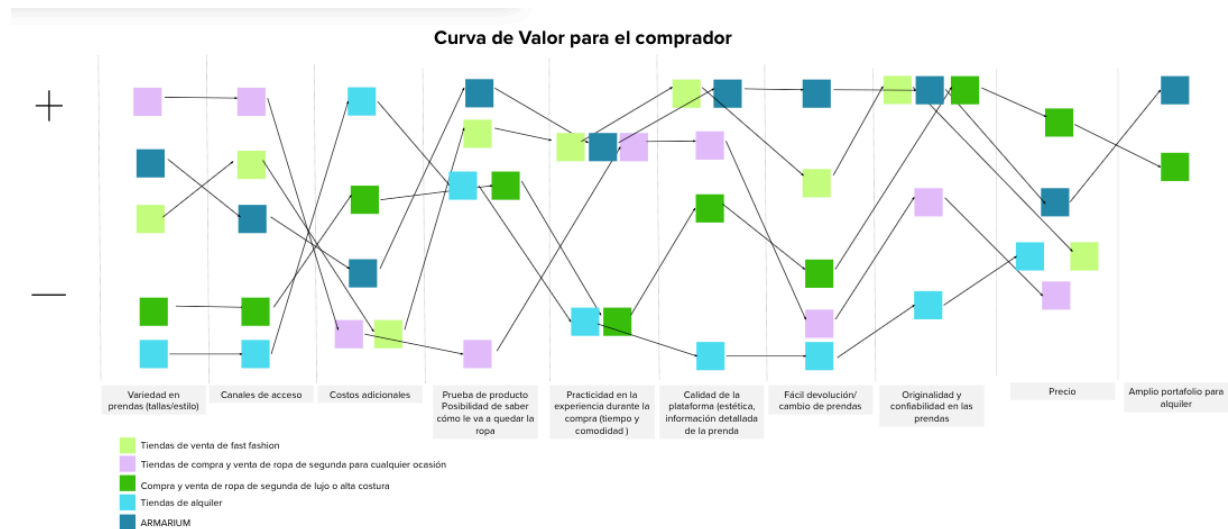 Curva de Valor para el comprador
+
—
Variedad en
prendas (tallas/estilo)
Canales de acceso
Costos adicionales
Prueba de producto
Posibilidad de saber
cómo le va a quedar la
ropa
Practicidad en la
experiencia durante la
compra (tiempo y
comodidad )
Calidad de la
plataforma (estética,
información detallada
de la prenda
Fácil devolución/
cambio de prendas
Originalidad y
confiabilidad en las
prendas
Precio
Amplio portafolio para
alquiler
Tiendas de venta de fast fashion
Tiendas de compra y venta de ropa de segunda para cualquier ocasión
Compra y venta de ropa de segunda de lujo o alta costura
Tiendas de alquiler
ARMARIUM